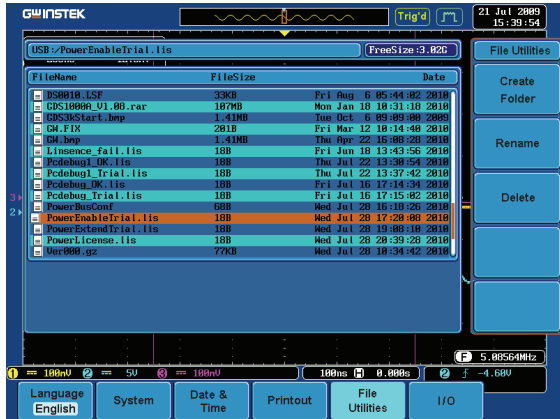 GWINSTEK
Trig'd
21 Jul 2009
15:39:54
USB:/PowerEnableTrial.lis
FreeSize:3.02G
File Utilities
FileName FileSize Date
DS0010.LSF 33KB Fri Aug 6 05:44:02 2010
GDS1000A_V1.08.rar 107MB Mon Jan 18 10:31:18 2010
GDS3kStart.bmp 1.41MB Tue Oct 6 09:09:00 2009
GW.FIX 201B Fri Mar 12 10:14:40 2010
GW.bmp 1.41MB Thu Apr 22 16:08:28 2010
Linsence_fail.lis 18B Fri Jun 18 13:43:56 2010
Pcdebug1_OK.lis 18B Thu Jul 22 13:30:54 2010
Pcdebug1_Trial.lis 18B Thu Jul 22 13:37:42 2010
Pcdebug_OK.lis 18B Fri Jul 16 17:14:34 2010
Pcdebug_Trial.lis 18B Fri Jul 16 17:15:02 2010
PowerBusConf 68B Wed Jul 28 16:18:26 2010
PowerEnableTrial.lis 18B Wed Jul 28 17:20:08 2010
PowerExtendTrial.lis 18B Wed Jul 28 19:08:10 2010
PowerLicense.lis 18B Wed Jul 28 20:39:28 2010
Ver000.gz 77KB Wed Jul 28 10:34:42 2010
Create
Folder
Rename
Delete
3
2
F 5.08564MHz
1 100mV 2 5V 3 100mV 100ms H 0.000s 2 -4.60V
Language
English
System
Date &
Time
Printout
File
Utilities
I/O